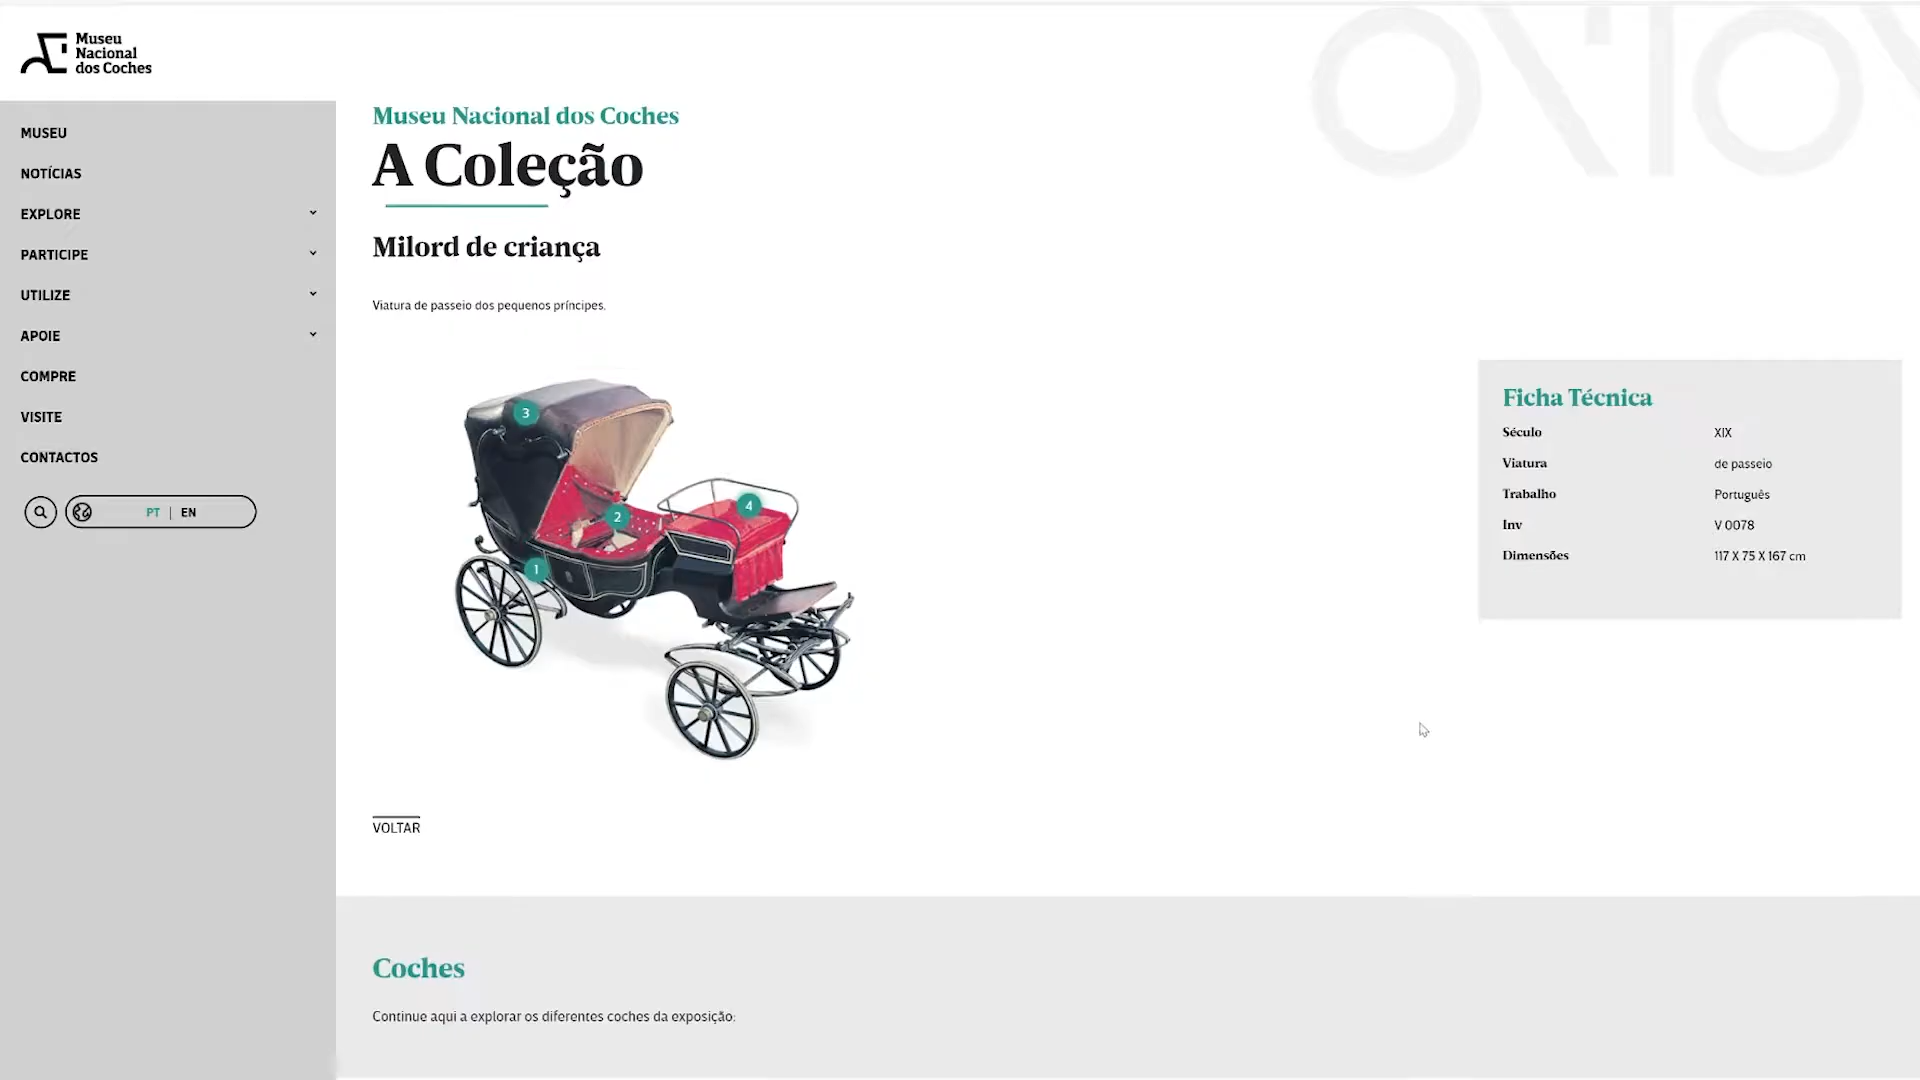 Museu
Nacional
dos Coches
MUSEU
NOTÍCIAS
EXPLORE
PARTICIPE
UTILIZE
APOIE
COMPRE
VISITE
CONTACTOS
PT | EN
Museu Nacional dos Coches
A Coleção
Milord de criança
Viatura de passeio dos pequenos príncipes.
3
2
4
1
Ficha Técnica
Século XIX
Viatura de passeio
Trabalho Português
Inv V 0078
Dimensões 117 X 75 X 167 cm
VOLTAR
Coches
Continue aqui a explorar os diferentes coches da exposição: